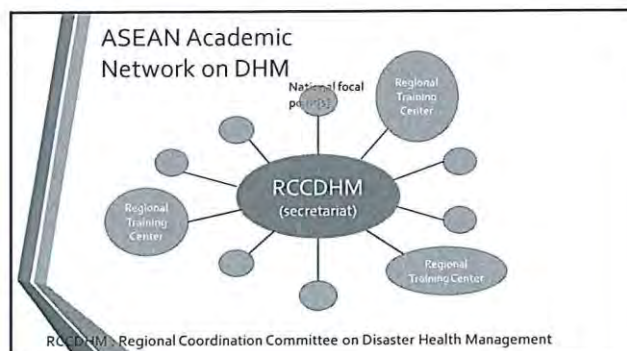 ASEAN Academic
Network on DHM
National focal
point(s)
Regional
Training
Center
RCCDHM
(secretariat)
Regional
Training
Center
Regional
Training Center
RCCDHM : Regional Coordination Committee on Disaster Health Management